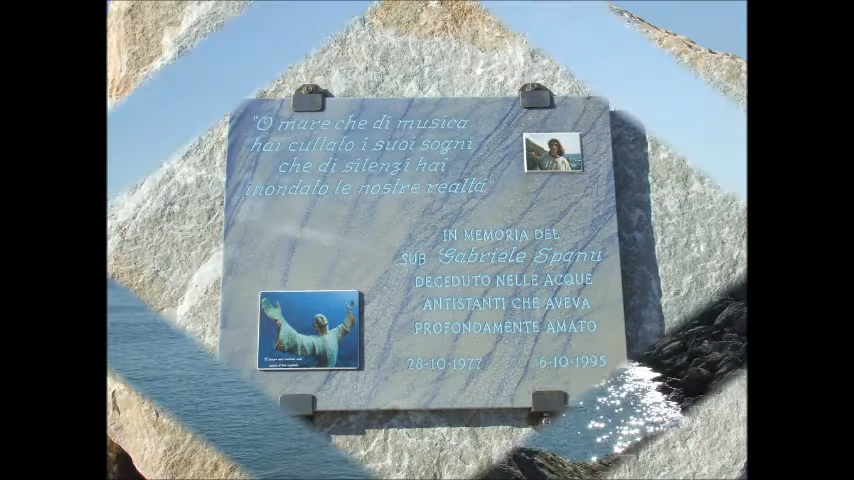 "O mare che di musica
hai cullato i suoi sogni
che di silenzi hai
inondato le nostre realtá"
IN MEMORIA DEL
SUB Gabriele Spanu
DECEDUTO NELLE ACQUE
ANTISTANTI CHE AVEVA
PROFONDAMENTE AMATO
28-10-1977 6-10-1995